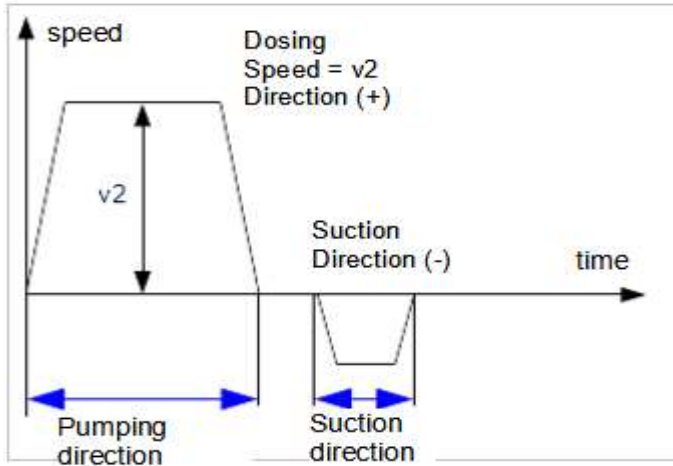 speed
Dosing
Speed = v2
Direction (+)
v2
Suction
Direction (-)
time
Pumping
direction
Suction
direction